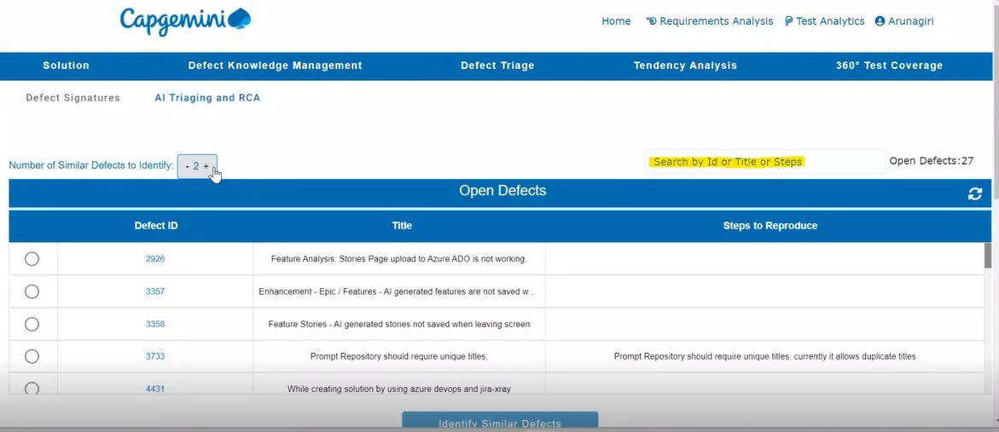 Capgemini
Home Requirements Analysis Test Analytics Arunagiri
Solution Defect Knowledge Management Defect Triage Tendency Analysis 360° Test Coverage
Defect Signatures AI Triaging and RCA
Number of Similar Defects to Identify: - 2 + Search by Id or Title or Steps Open Defects:27
Open Defects
Defect ID Title Steps to Reproduce
2926 Feature Analysis: Stories Page upload to Azure ADO is not working.
3357 Enhancement - Epic / Features - AI generated features are not saved w...
3358 Feature Stories - AI generated stories not saved when leaving screen
3733 Prompt Repository should require unique titles, Prompt Repository should require unique titles, currently it allows duplicate titles
4431 While creating solution by using azure devops and jira-xray
Identify Similar Defects